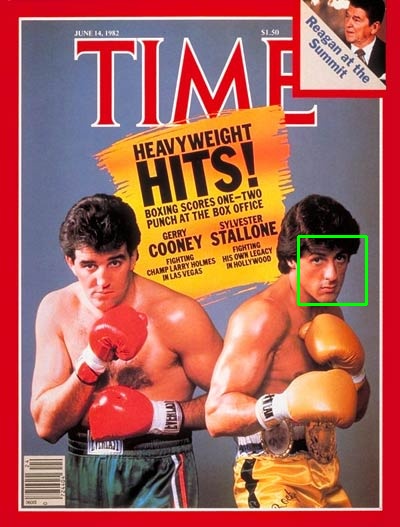 JUNE 14, 1982
$1.50
TIME
Reagan at the
Summit
HEAVYWEIGHT
HITS!
BOXING SCORES ONE-TWO
PUNCH AT THE BOX OFFICE
GERRY
COONEY
FIGHTING
CHAMP LARRY HOLMES
IN LAS VEGAS
SYLVESTER
STALLONE
FIGHTING
HIS OWN LEGACY
IN HOLLYWOOD
EVERLAST